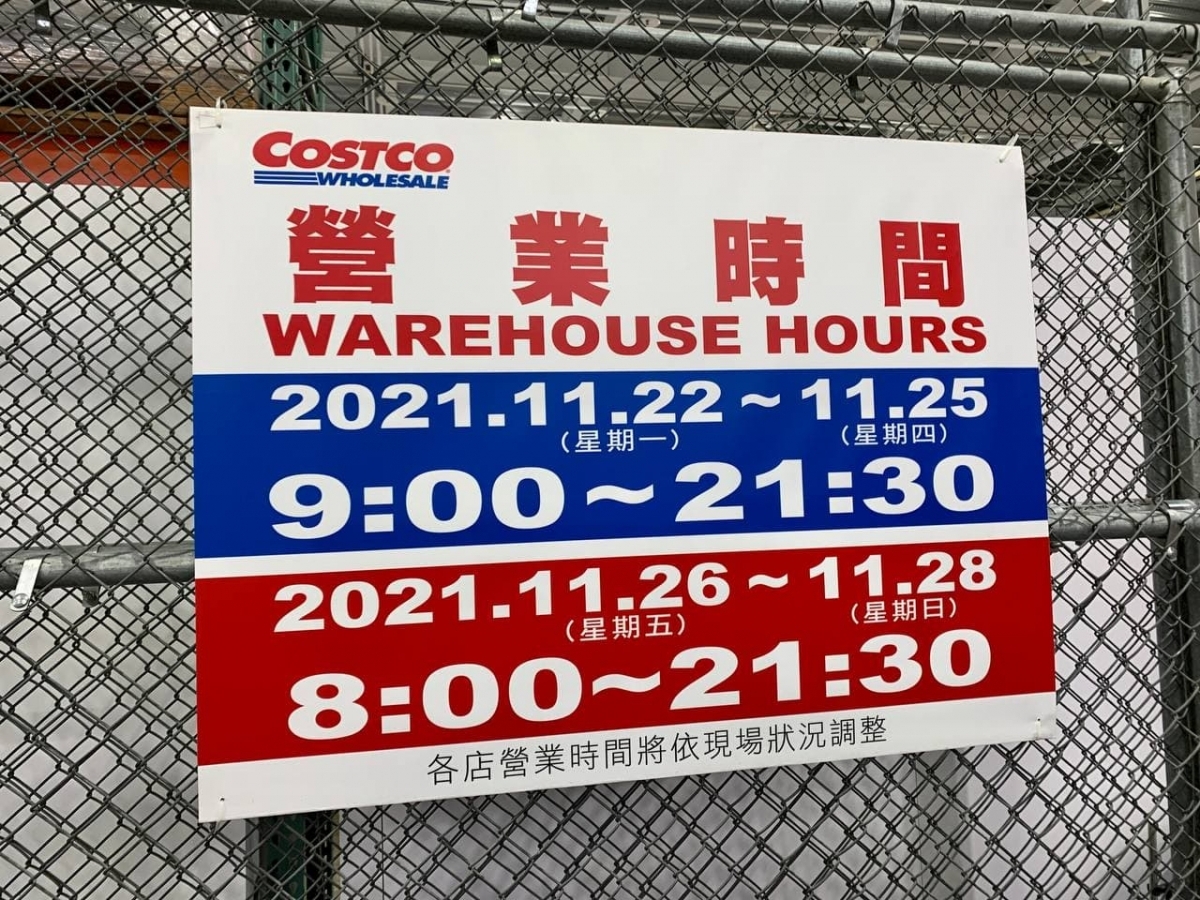 COSTCO
WHOLESALE
營業時間
WAREHOUSE HOURS
2021.11.22 ~ 11.25
(星期一) (星期四)
9:00~21:30
2021.11.26 ~ 11.28
(星期五) (星期日)
8:00~21:30
各店營業時間將依現場狀況調整